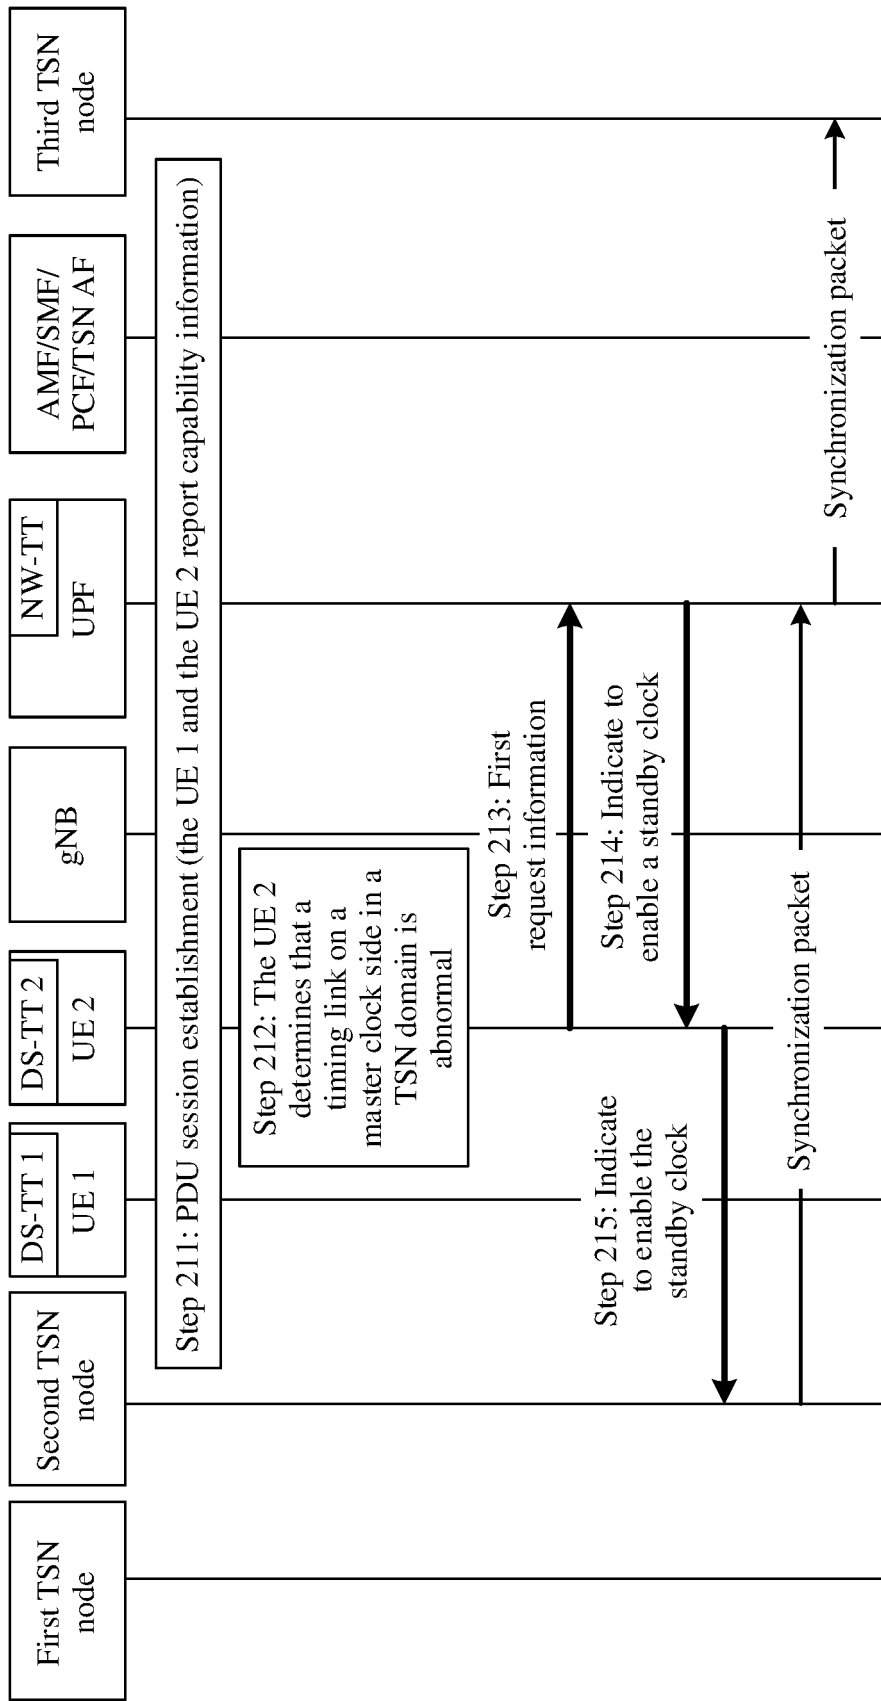 First TSN
node
Second TSN
node
DS-TT 1
UE 1
DS-TT 2
UE 2
gNB
NW-TT
UPF
AMF/SMF/
PCF/TSN AF
Third TSN
node
Step 211: PDU session establishment (the UE 1 and the UE 2 report capability information)
Step 212: The UE 2
determines that a
timing link on a
master clock side in a
TSN domain is
abnormal
Step 213: First
request information
Step 214: Indicate to
enable a standby clock
Step 215: Indicate
to enable the
standby clock
Synchronization packet
Synchronization packet